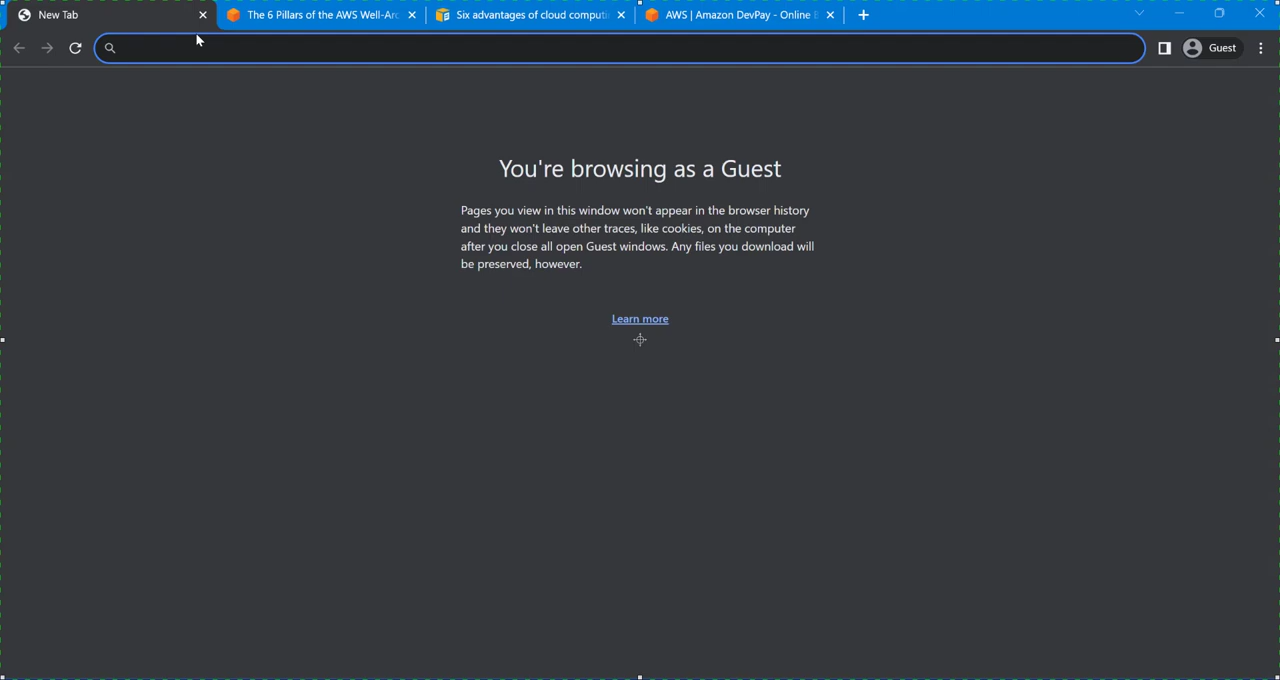 New Tab
The 6 Pillars of the AWS Well-Arc
Six advantages of cloud computi
AWS | Amazon DevPay - Online
Guest
You're browsing as a Guest
Pages you view in this window won't appear in the browser history
and they won't leave other traces, like cookies, on the computer
after you close all open Guest windows. Any files you download will
be preserved, however.
Learn more